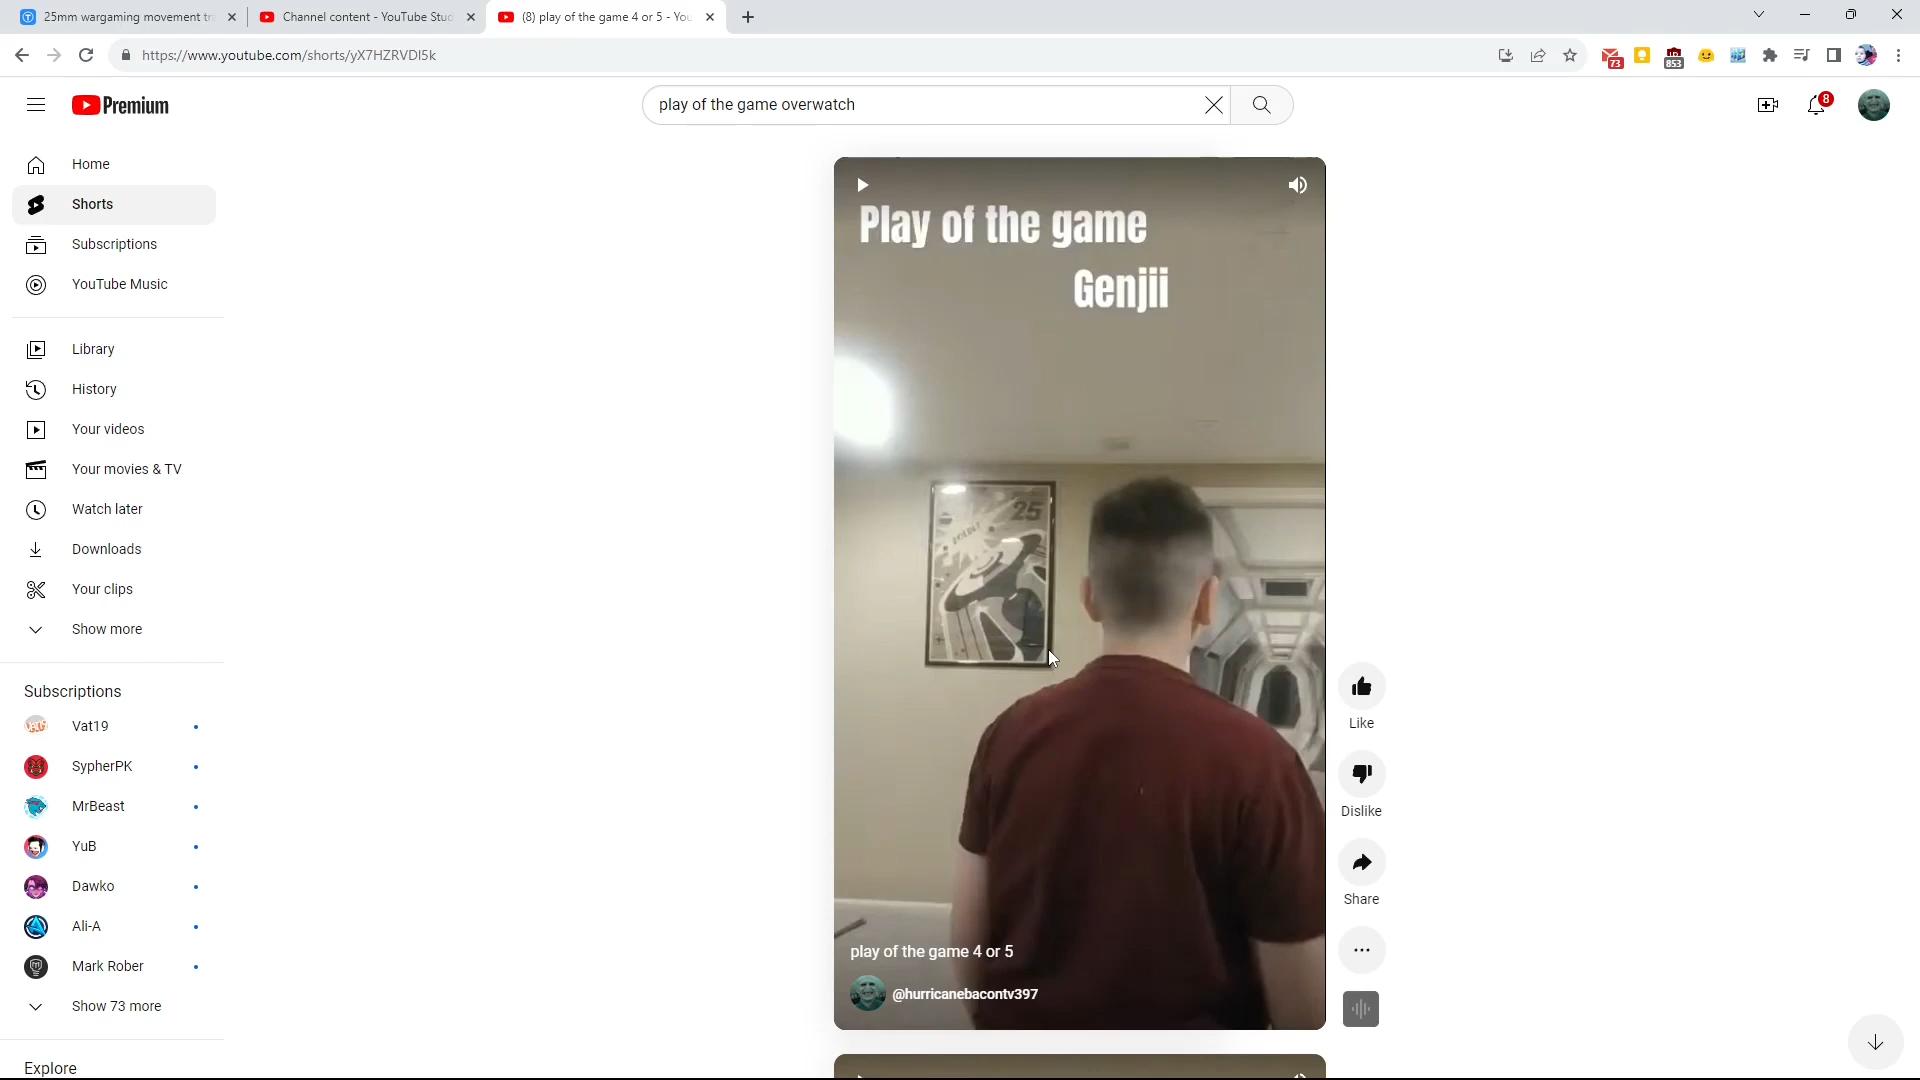 25mm wargaming movement tr
Channel content - YouTube Stud
(8) play of the game 4 or 5 - You
https://www.youtube.com/shorts/yX7HZRVDI5k
73
853
Premium
play of the game overwatch
8
Home
Shorts
Subscriptions
YouTube Music
Library
History
Your videos
Your movies & TV
Watch later
Downloads
Your clips
Show more
Subscriptions
Vat19
SypherPK
MrBeast
YuB
Dawko
Ali-A
Mark Rober
Show 73 more
Explore
Play of the game
Genjii
25
play of the game 4 or 5
@hurricanebacontv397
Like
Dislike
Share